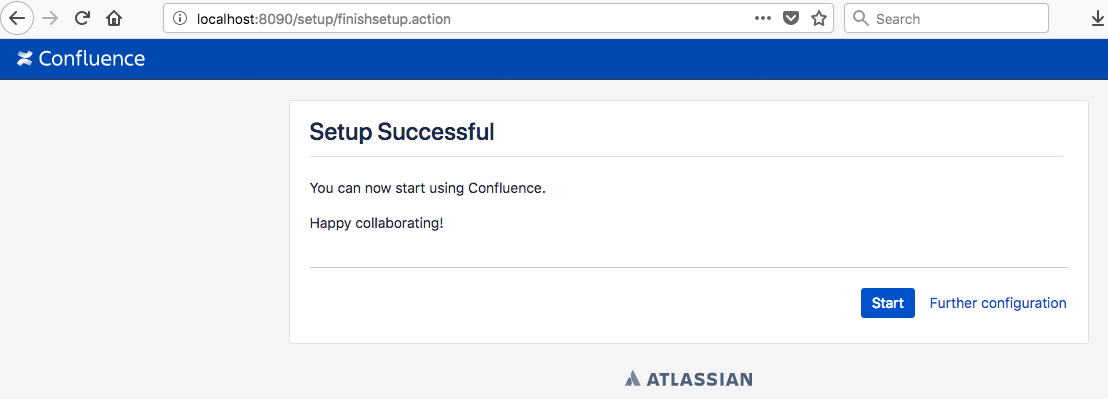 localhost:8090/setup/finishsetup.action
Search
Confluence
Setup Successful
You can now start using Confluence.
Happy collaborating!
Start Further configuration
ATLASSIAN